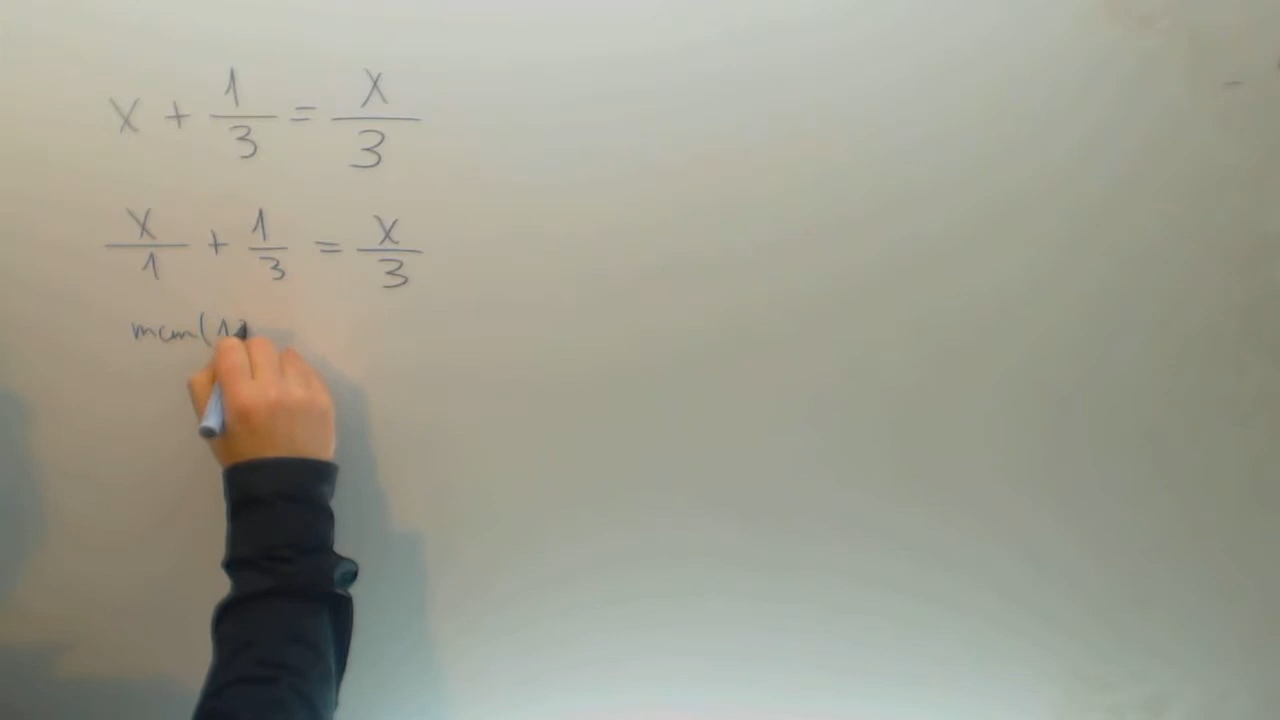 x + 1/3 = x/3
x/1 + 1/3 = x/3
mcm(1